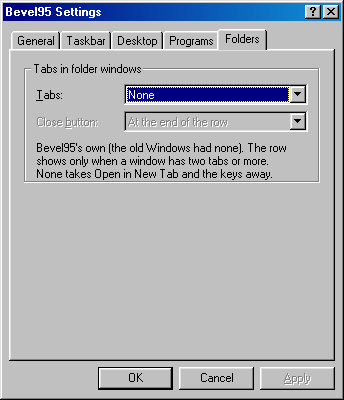 Bevel95 Settings
General Taskbar Desktop Programs Folders
Tabs in folder windows
Tabs: None
Close button: At the end of the row
Bevel95's own (the old Windows had none). The row
shows only when a window has two tabs or more.
None takes Open in New Tab and the keys away.
OK Cancel Apply